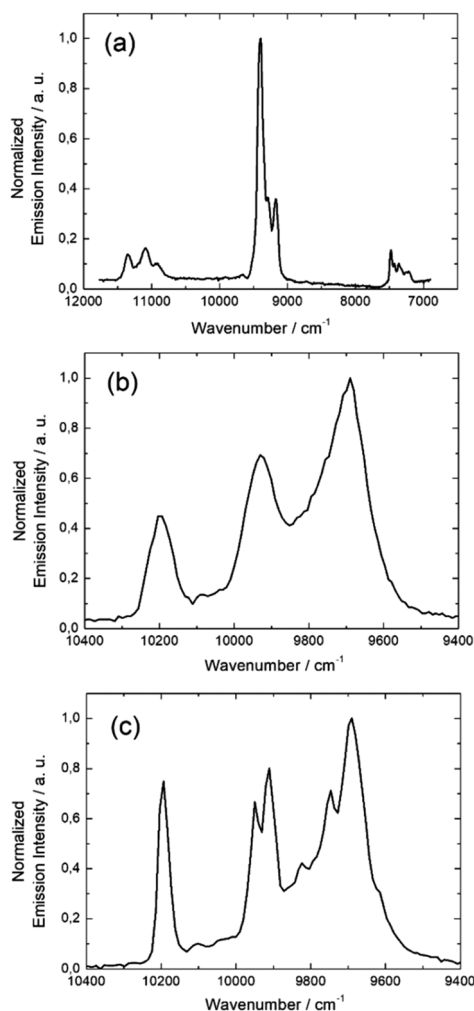 (a)
Normalized
Emission Intensity / a. u.
1,0
0,8
0,6
0,4
0,2
0,0
12000 11000 10000 9000 8000 7000
Wavenumber / cm-1
(b)
Normalized
Emission Intensity / a. u.
1,0
0,8
0,6
0,4
0,2
0,0
10400 10200 10000 9800 9600 9400
Wavenumber / cm-1
(c)
Normalized
Emission Intensity / a. u.
1,0
0,8
0,6
0,4
0,2
0,0
10400 10200 10000 9800 9600 9400
Wavenumber / cm-1